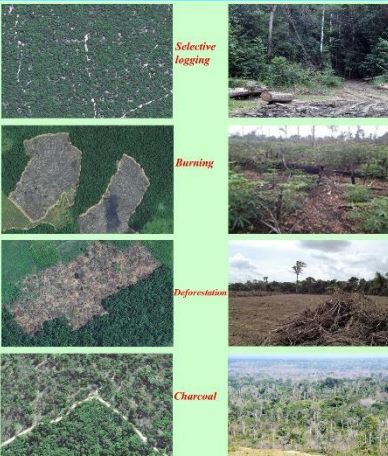 Selective
logging
Burning
Deforestation
Charcoal